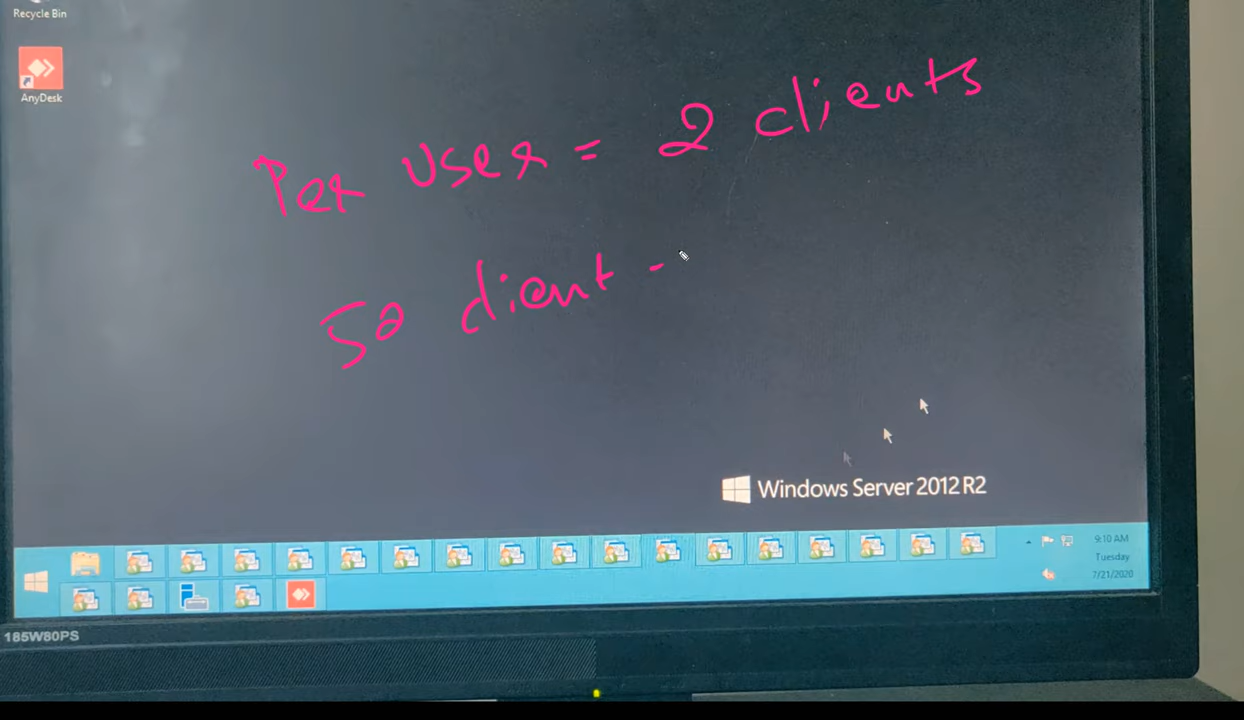 Recycle Bin
AnyDesk
Per User = 2 clients
50 client -
Windows Server 2012 R2
9:10 AM
Tuesday
7/21/2020
185W80PS